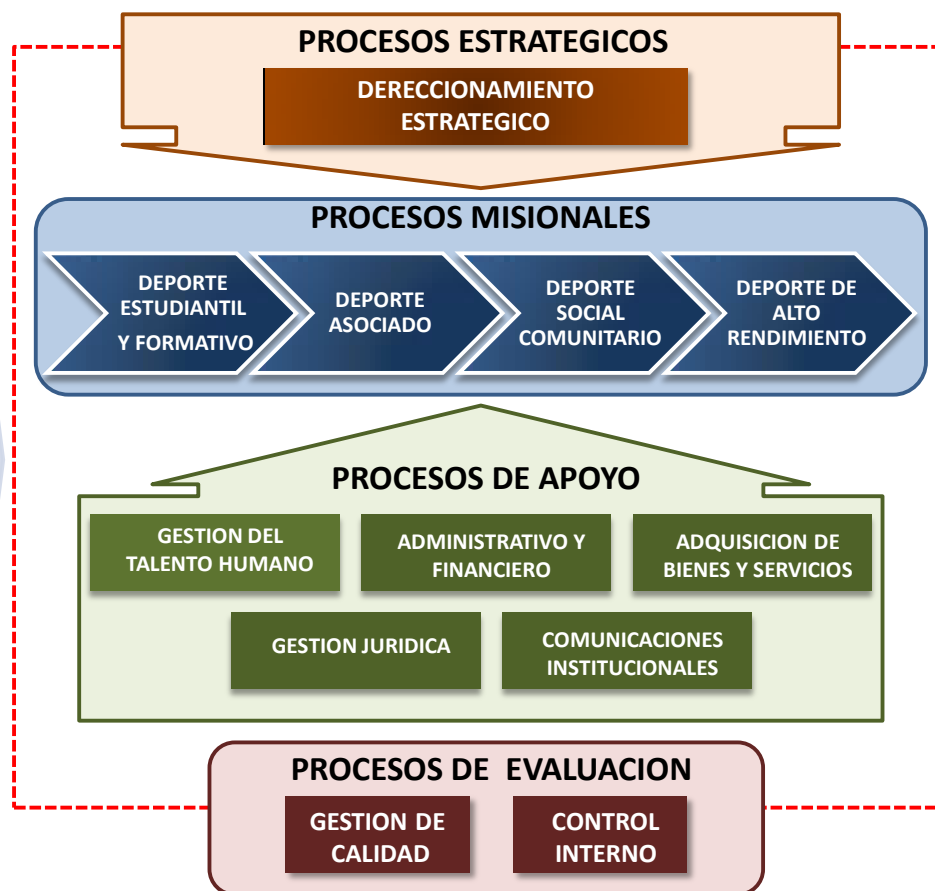 PROCESOS ESTRATEGICOS
DERECCIONAMIENTO
ESTRATEGICO
PROCESOS MISIONALES
DEPORTE
ESTUDIANTIL
Y FORMATIVO
DEPORTE
ASOCIADO
DEPORTE
SOCIAL
COMUNITARIO
DEPORTE DE
ALTO
RENDIMIENTO
PROCESOS DE APOYO
GESTION DEL
TALENTO HUMANO
ADMINISTRATIVO Y
FINANCIERO
ADQUISICION DE
BIENES Y SERVICIOS
GESTION JURIDICA
COMUNICACIONES
INSTITUCIONALES
PROCESOS DE EVALUACION
GESTION DE
CALIDAD
CONTROL
INTERNO